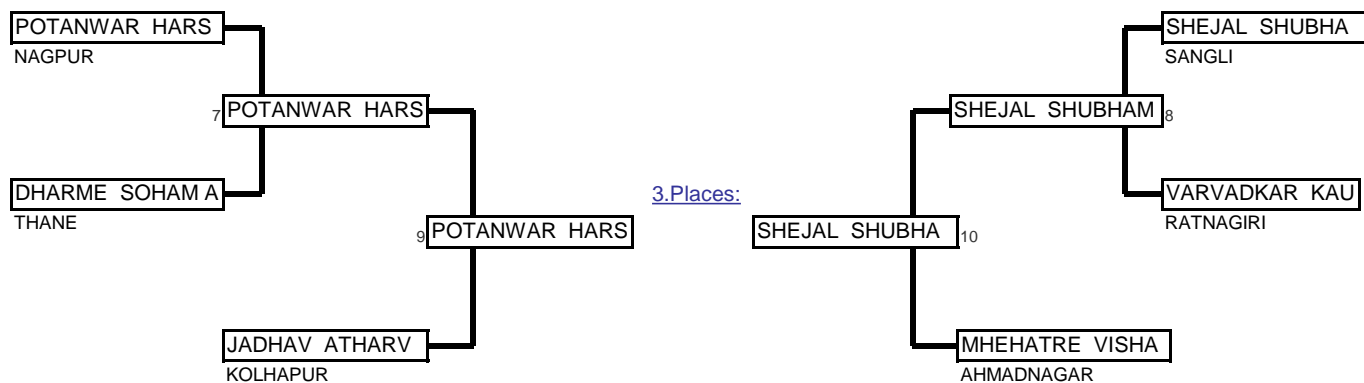 POTANWAR HARS
NAGPUR
SHEJAL SHUBHA
SANGLI
7 POTANWAR HARS
SHEJAL SHUBHAM 8
DHARME SOHAM A
THANE
3.Places:
VARVADKAR KAU
RATNAGIRI
9 POTANWAR HARS
SHEJAL SHUBHA 10
JADHAV ATHARV
KOLHAPUR
MHEHATRE VISHA
AHMADNAGAR